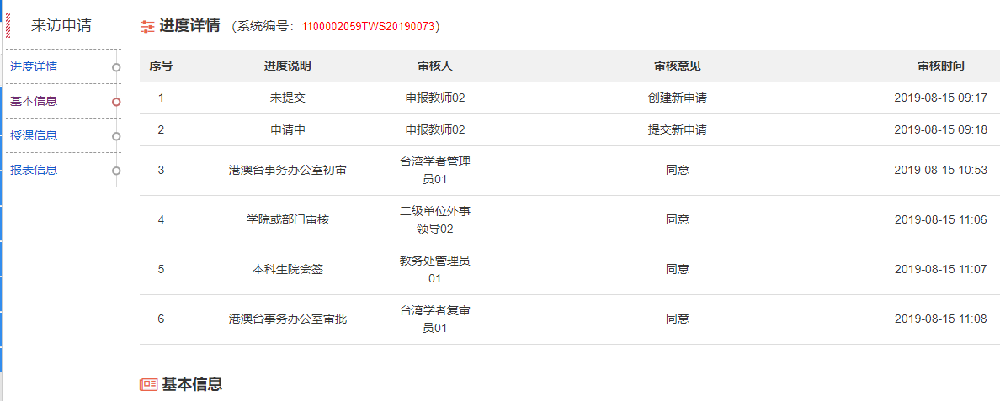 来访申请
进度详情
基本信息
授课信息
报表信息
进度详情 (系统编号：1100002059TWS20190073)
序号 进度说明 审核人 审核意见 审核时间
1 未提交 申报教师02 创建新申请 2019-08-15 09:17
2 申请中 申报教师02 提交新申请 2019-08-15 09:18
3 港澳台事务办公室初审 台湾学者管理员01 同意 2019-08-15 10:53
4 学院或部门审核 二级单位外事领导02 同意 2019-08-15 11:06
5 本科生院会签 教务处管理员01 同意 2019-08-15 11:07
6 港澳台事务办公室审批 台湾学者复审员01 同意 2019-08-15 11:08
基本信息